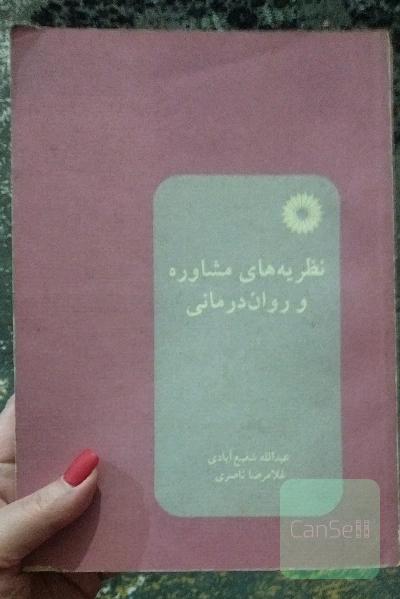 نظریه‌های مشاوره
و روان‌درمانی
عبدالله شفیع‌آبادی
غلامرضا ناصری
CanSell